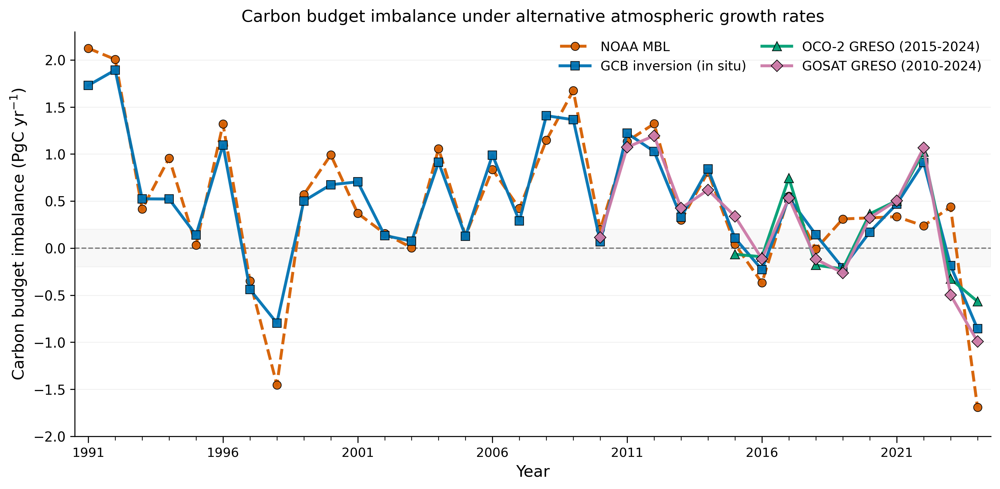 Carbon budget imbalance under alternative atmospheric growth rates
NOAA MBL
GCB inversion (in situ)
OCO-2 GRESO (2015-2024)
GOSAT GRESO (2010-2024)
Carbon budget imbalance (PgC yr⁻¹)
2.0
1.5
1.0
0.5
0.0
−0.5
−1.0
−1.5
−2.0
1991 1996 2001 2006 2011 2016 2021
Year